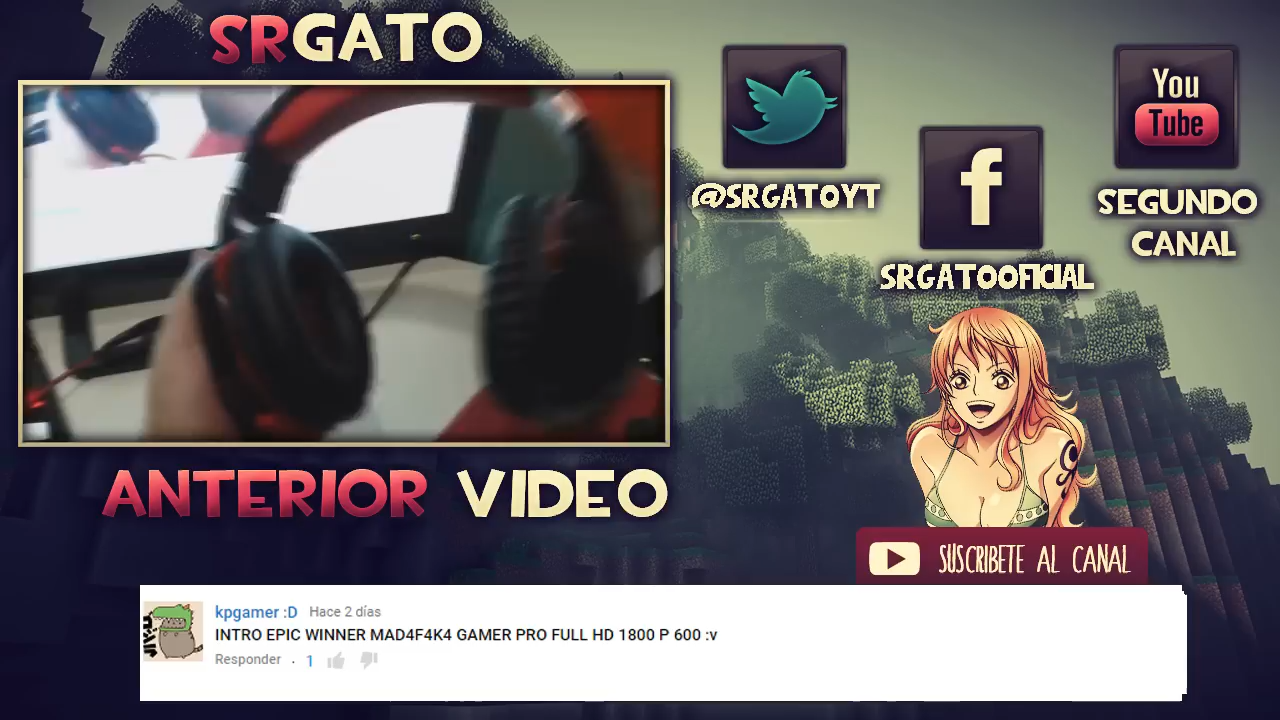 SRGATO
@SRGATOYT
You
Tube
SEGUNDO
CANAL
f
SRGATOOFICIAL
ANTERIOR VIDEO
SUSCRIBETE AL CANAL
kpgamer :D Hace 2 días
INTRO EPIC WINNER MAD4F4K4 GAMER PRO FULL HD 1800 P 600 :v
Responder . 1